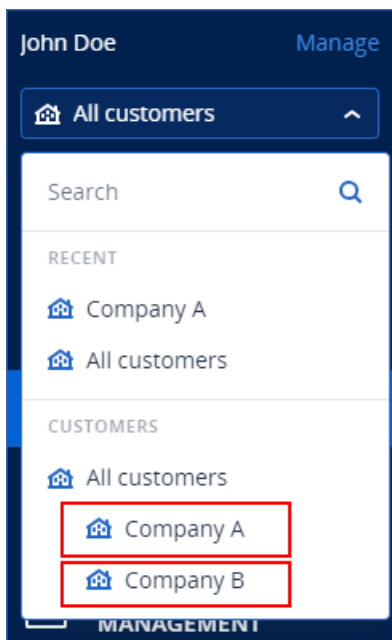 John Doe Manage
All customers
Search
RECENT
Company A
All customers
CUSTOMERS
All customers
Company A
Company B
MANAGEMENT